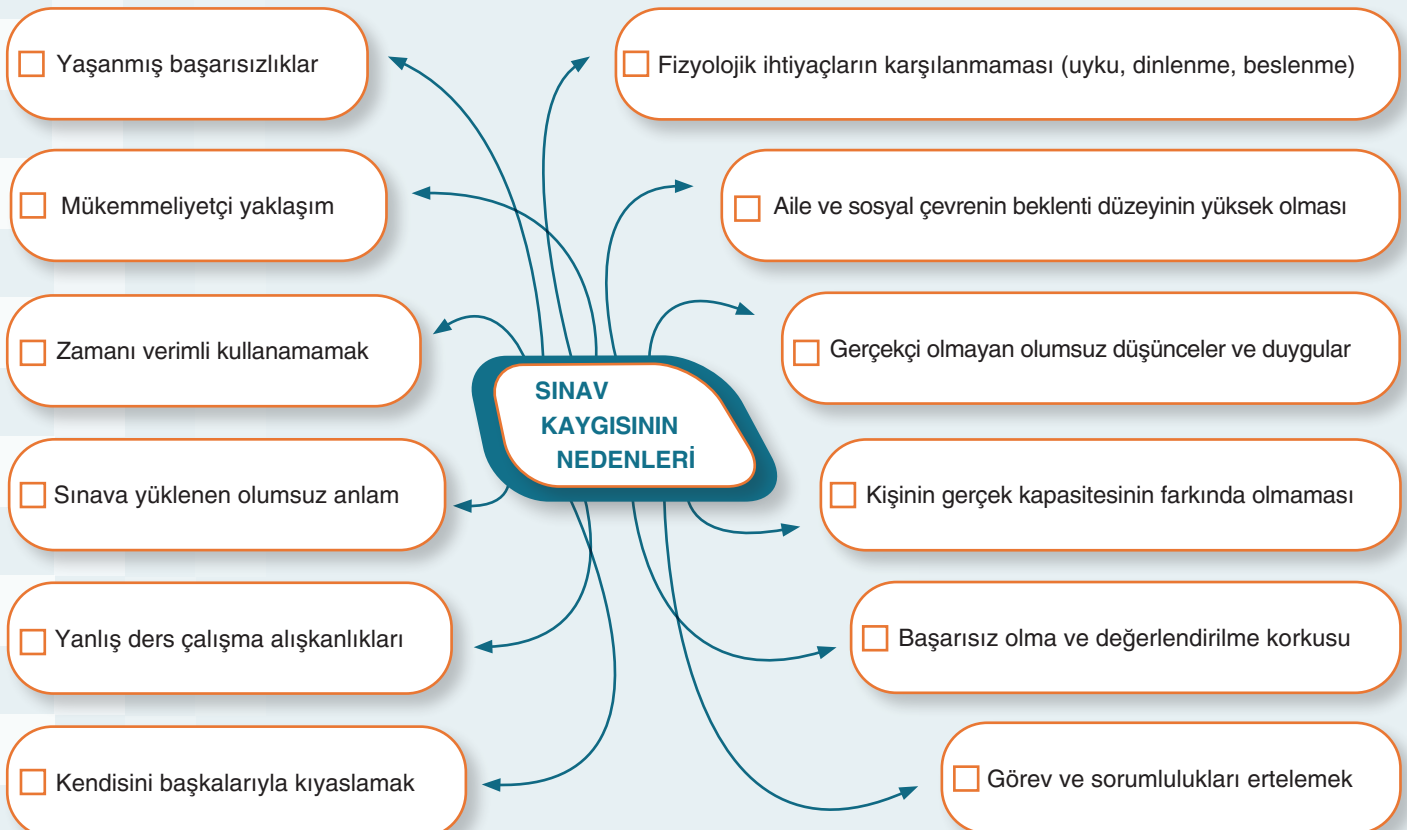 Yaşanmış başarısızlıklar
Mükemmeliyetçi yaklaşım
Zamanı verimli kullanamamak
Sınava yüklenen olumsuz anlam
Yanlış ders çalışma alışkanlıkları
Kendisini başkalarıyla kıyaslamak
SINAV
KAYGISININ
NEDENLERİ
Fizyolojik ihtiyaçların karşılanmaması (uyku, dinlenme, beslenme)
Aile ve sosyal çevrenin beklenti düzeyinin yüksek olması
Gerçekçi olmayan olumsuz düşünceler ve duygular
Kişinin gerçek kapasitesinin farkında olmaması
Başarısız olma ve değerlendirilme korkusu
Görev ve sorumlulukları ertelemek